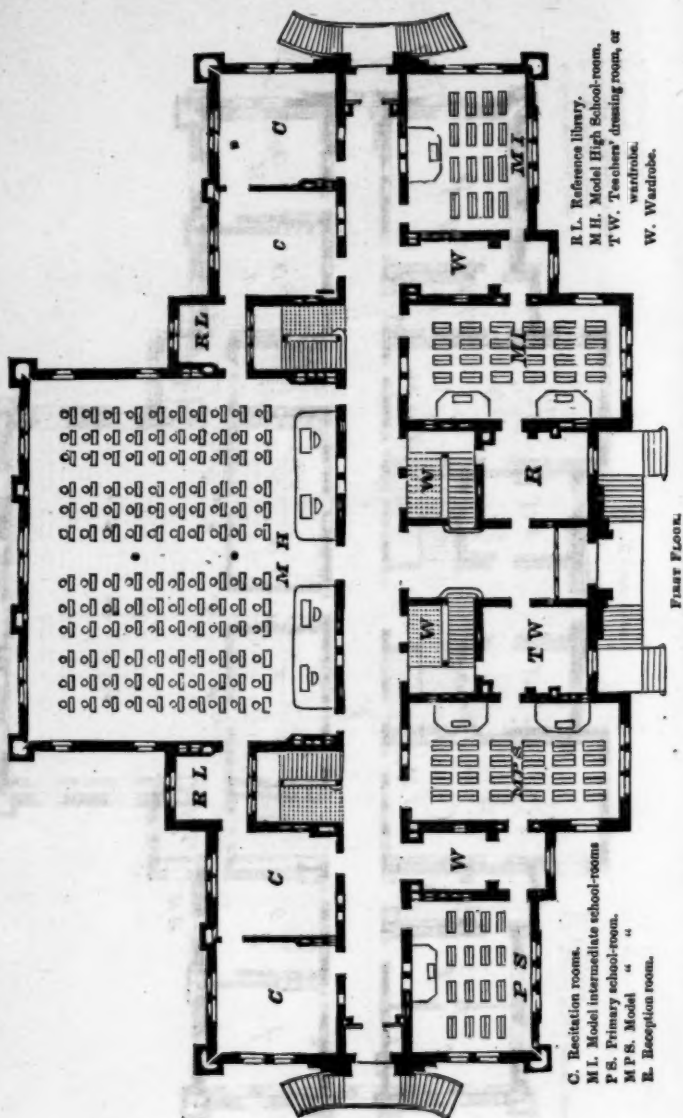 R L
R L
C
C
C
C
M H
W
W
W
W
P S
MPS
T W
R
M I
M I
C. Recitation rooms.
M I. Model intermediate school-rooms
P S. Primary school-room.
M P S. Model " "
R. Reception room.
FIRST FLOOR.
R L. Reference library.
M H. Model High School-room.
T W. Teachers' dressing room, or
wardrobe.
W. Wardrobe.